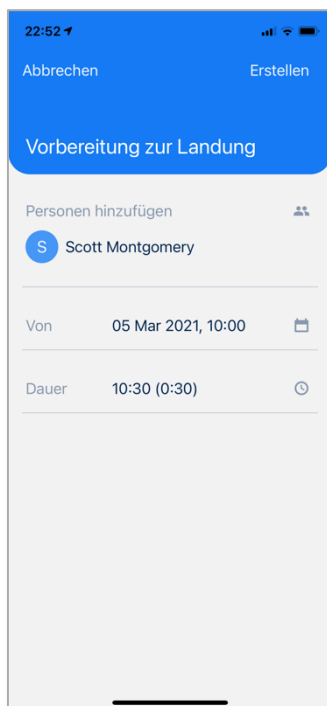 22:52
Abbrechen Erstellen
Vorbereitung zur Landung
Personen hinzufügen
S Scott Montgomery
Von 05 Mar 2021, 10:00
Dauer 10:30 (0:30)